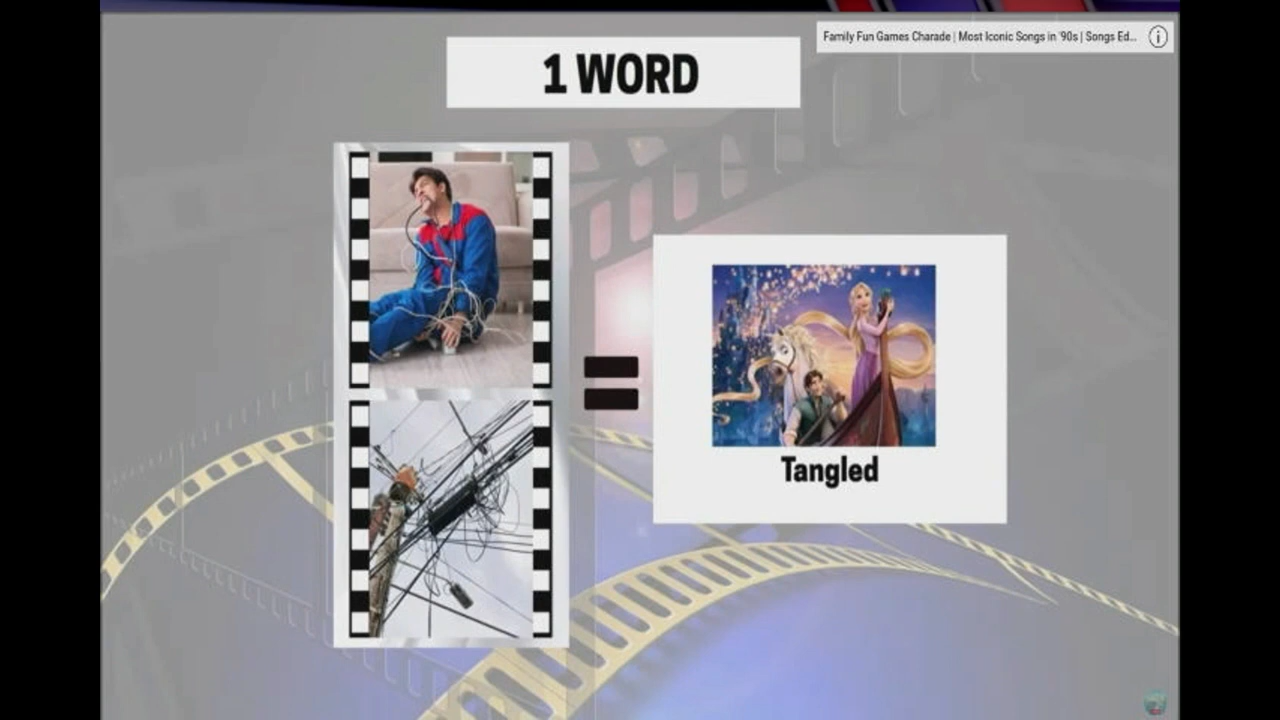 Family Fun Games Charade | Most Iconic Songs in '90s | Songs Ed...
1 WORD
Tangled